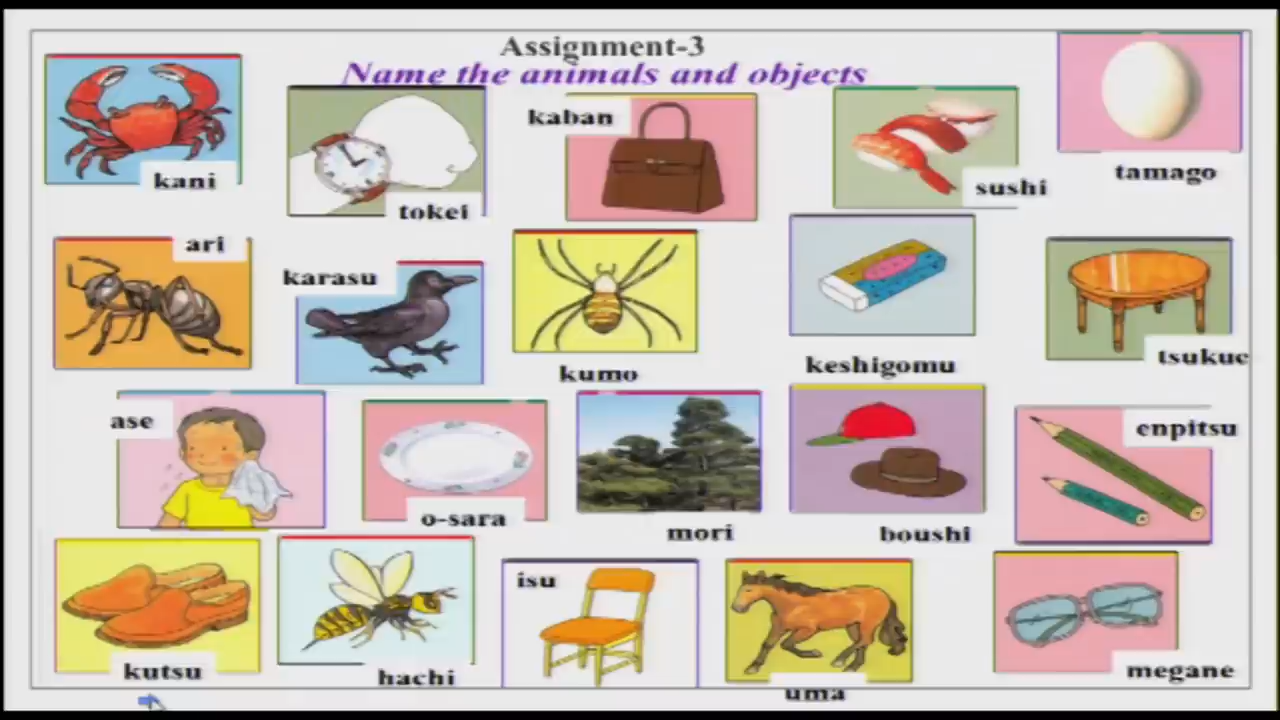 Assignment-3
Name the animals and objects
kani
tokei
kaban
sushi
tamago
ari
karasu
kumo
keshigomu
tsukue
ase
o-sara
mori
boushi
enpitsu
kutsu
hachi
isu
uma
megane